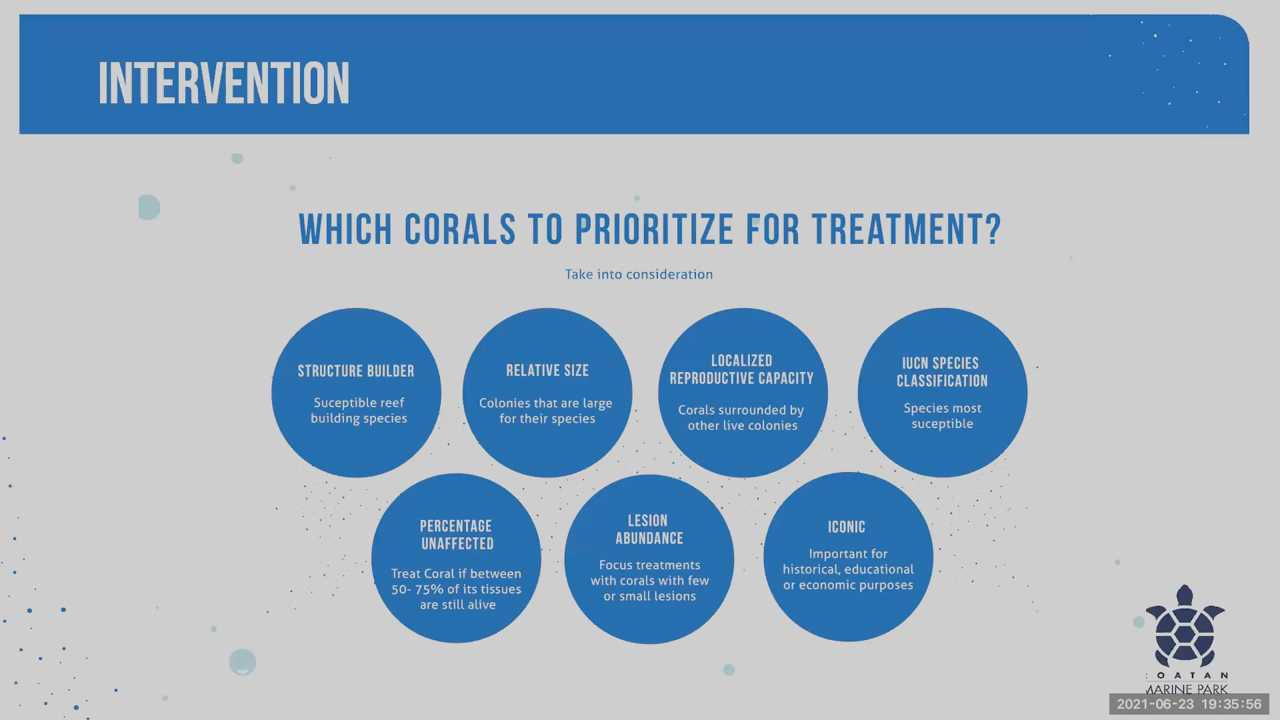 INTERVENTION
WHICH CORALS TO PRIORITIZE FOR TREATMENT?
Take into consideration
STRUCTURE BUILDER
Suceptible reef
building species
RELATIVE SIZE
Colonies that are large
for their species
LOCALIZED
REPRODUCTIVE CAPACITY
Corals surrounded by
other live colonies
IUCN SPECIES
CLASSIFICATION
Species most
suceptible
PERCENTAGE
UNAFFECTED
Treat Coral if between
50- 75% of its tissues
are still alive
LESION
ABUNDANCE
Focus treatments
with corals with few
or small lesions
ICONIC
Important for
historical, educational
or economic purposes
OATAN
MARINE PARK
2021-06-23 19:35:56